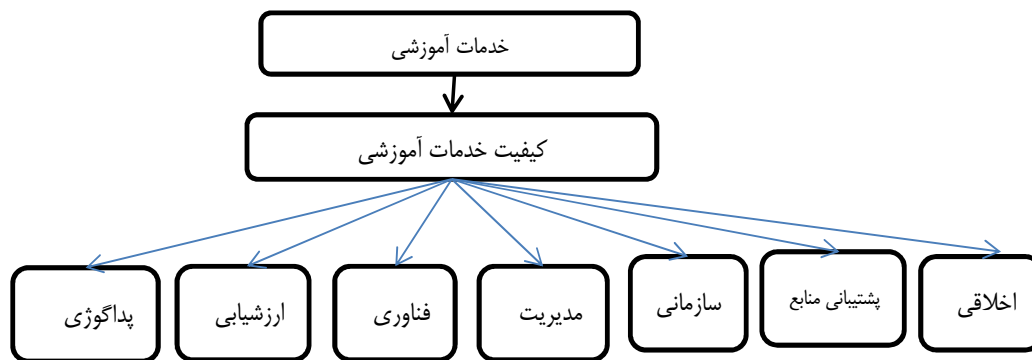 خدمات آموزشی
کیفیت خدمات آموزشی
اخلاقی
پشتیبانی منابع
سازمانی
مدیریت
فناوری
ارزشیابی
پداگوژی